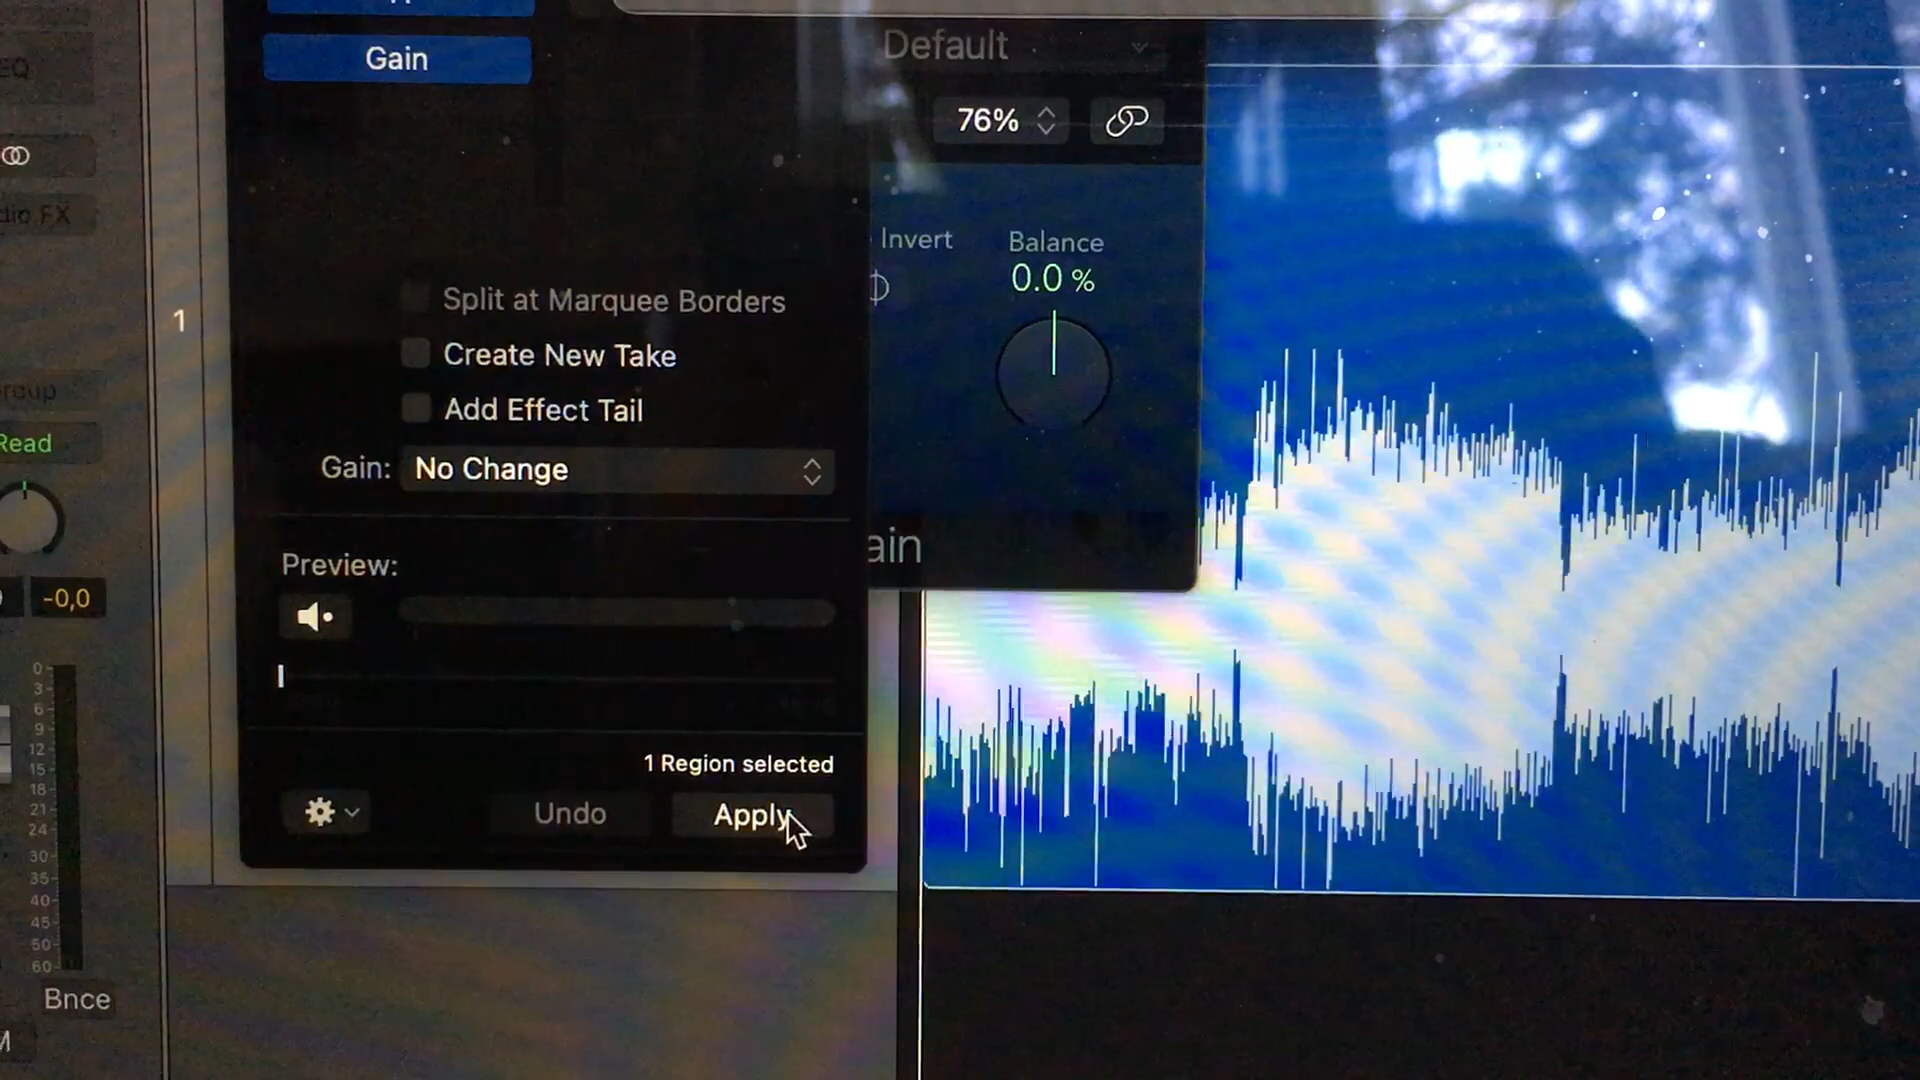 Gain
Default
EQ
76%
dio FX
Invert
Balance
0.0 %
Split at Marquee Borders
1
Create New Take
roup
Add Effect Tail
Read
Gain: No Change
ain
Preview:
-0,0
0
3
6
9
12
15
18
21
24
30
35
40
45
50
60
1 Region selected
Undo
Apply
Bnce
M